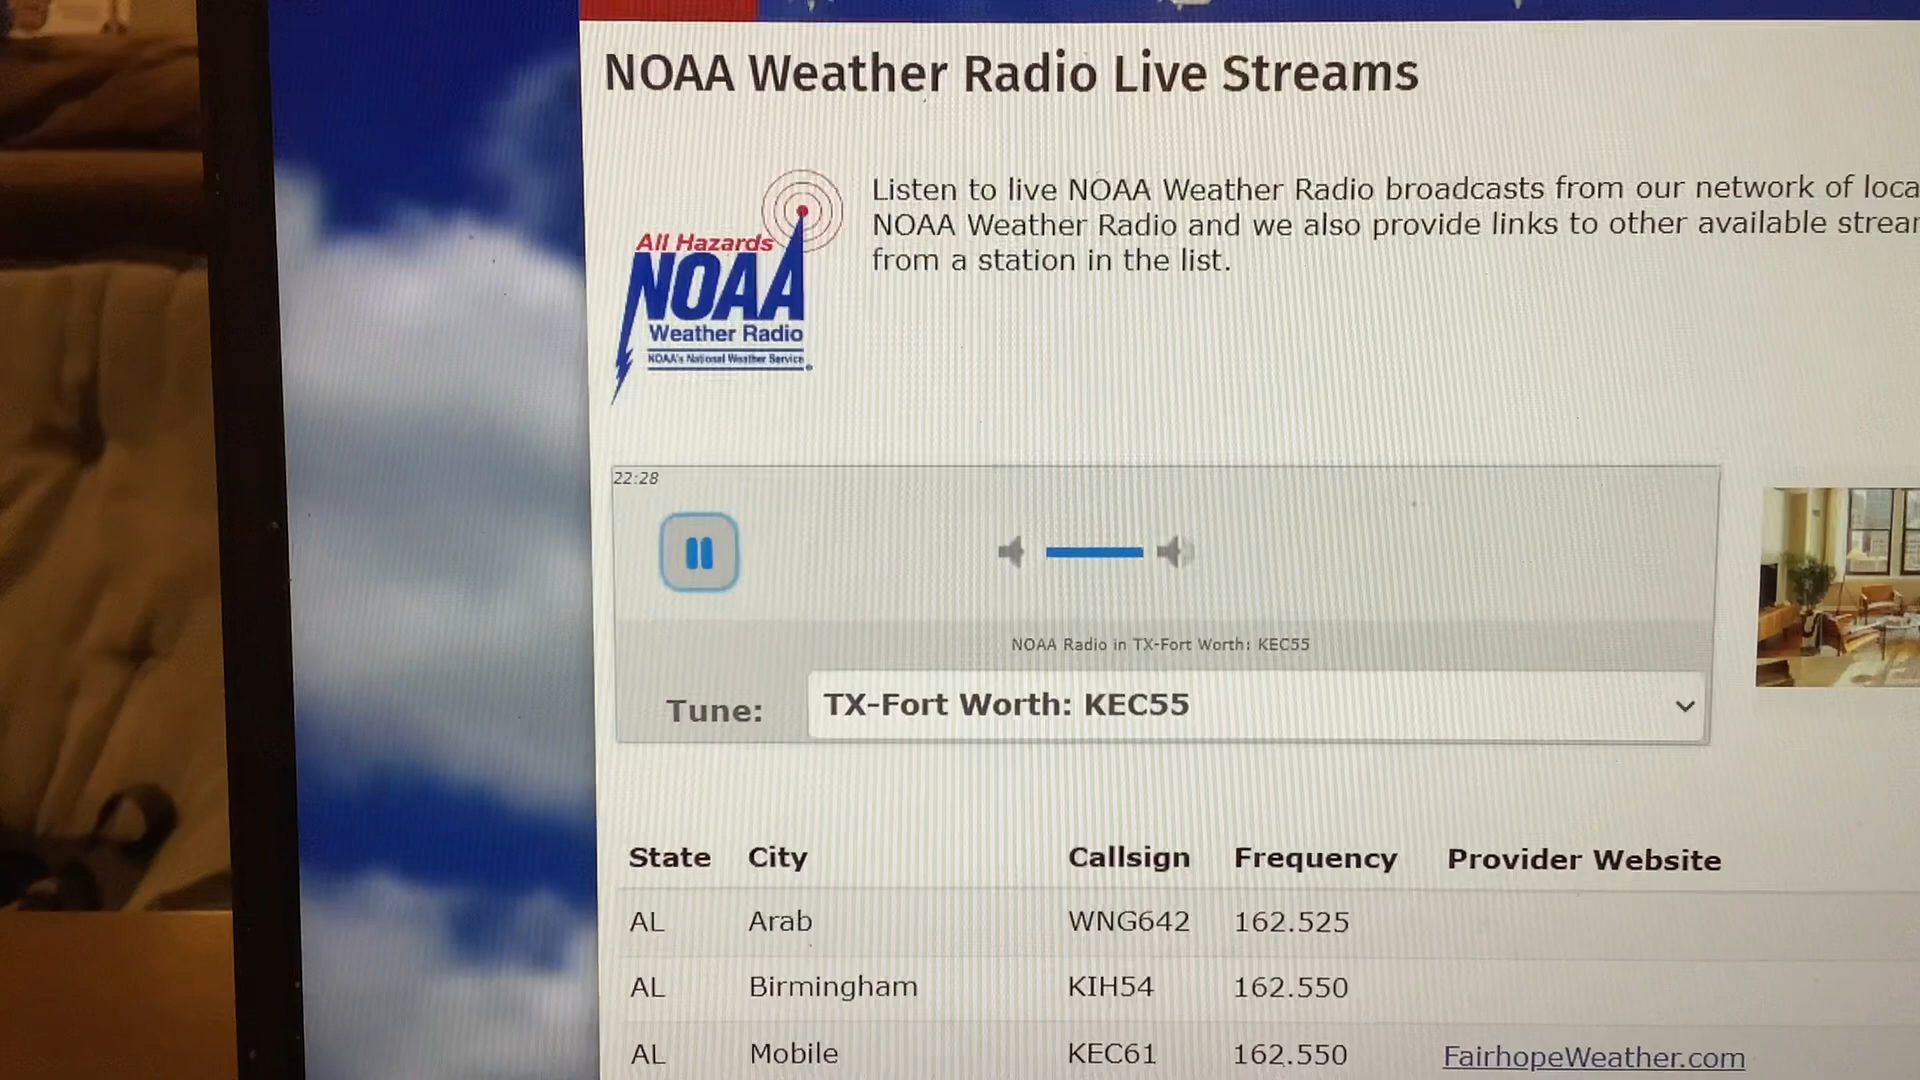 NOAA Weather Radio Live Streams
Listen to live NOAA Weather Radio broadcasts from our network of
NOAA Weather Radio and we also provide links to other available
from a station in the list.
All Hazards
NOAA
Weather Radio
NOAA's National Weather Service
22:28
NOAA Radio in TX-Fort Worth: KEC55
Tune: TX-Fort Worth: KEC55
State City Callsign Frequency Provider Website
AL Arab WNG642 162.525
AL Birmingham KIH54 162.550
AL Mobile KEC61 162.550 FairhopeWeather.com